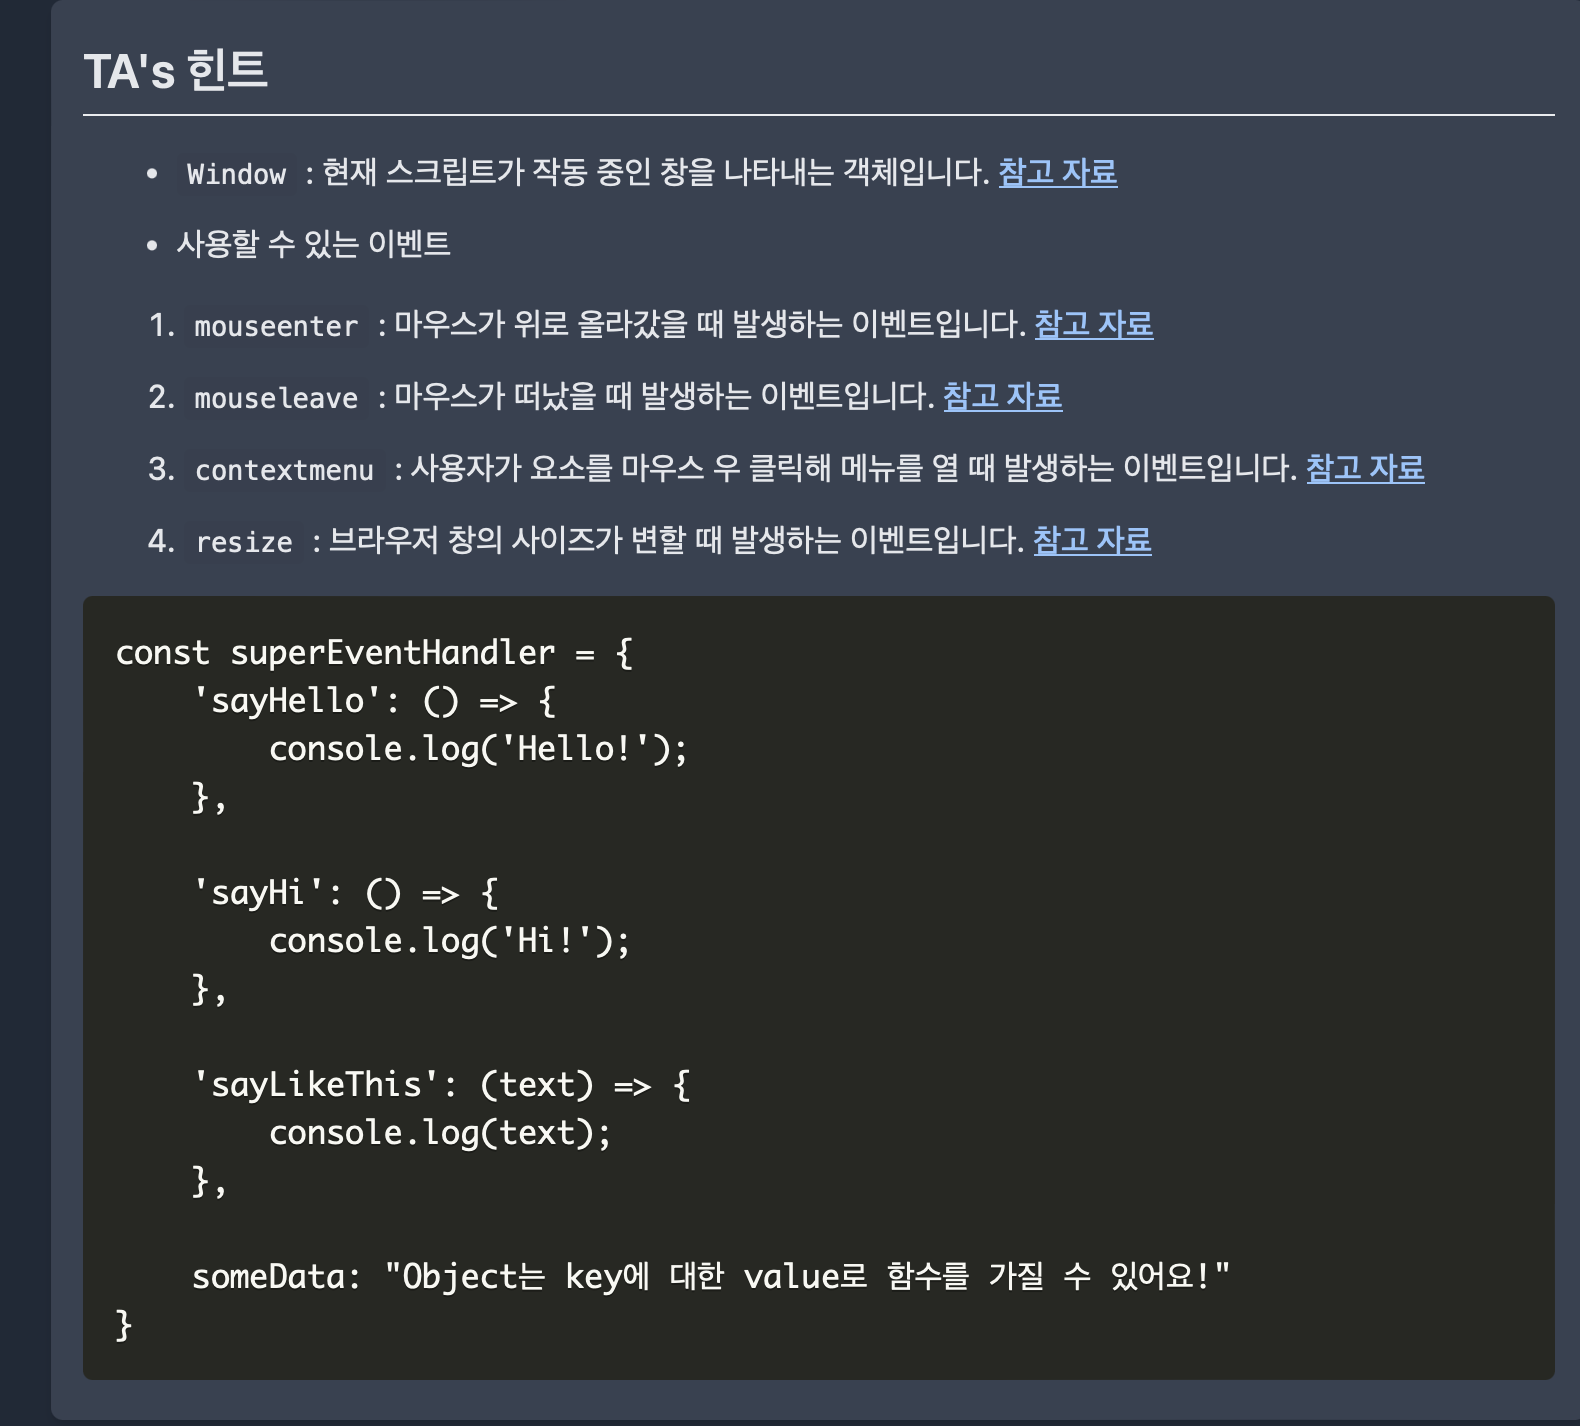 TA's 힌트
• Window : 현재 스크립트가 작동 중인 창을 나타내는 객체입니다. 참고 자료
• 사용할 수 있는 이벤트
1. mouseenter : 마우스가 위로 올라갔을 때 발생하는 이벤트입니다. 참고 자료
2. mouseleave : 마우스가 떠났을 때 발생하는 이벤트입니다. 참고 자료
3. contextmenu : 사용자가 요소를 마우스 우 클릭해 메뉴를 열 때 발생하는 이벤트입니다. 참고 자료
4. resize : 브라우저 창의 사이즈가 변할 때 발생하는 이벤트입니다. 참고 자료
const superEventHandler = {
    'sayHello': () => {
        console.log('Hello!');
    },
    'sayHi': () => {
        console.log('Hi!');
    },
    'sayLikeThis': (text) => {
        console.log(text);
    },
    someData: "Object는 key에 대한 value로 함수를 가질 수 있어요!"
}